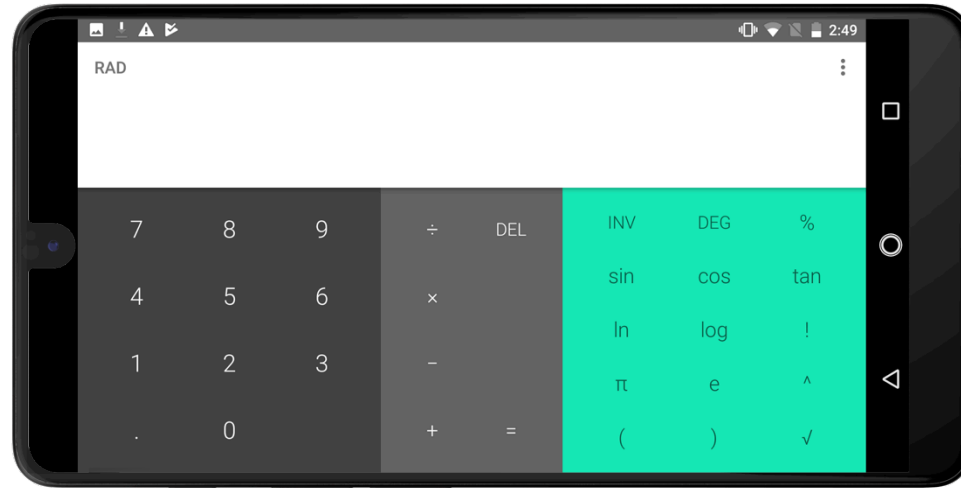 2:49
RAD
7 8 9 ÷ DEL INV DEG %
4 5 6 × sin cos tan
1 2 3 − ln log !
. 0 + = π e ^
( ) √